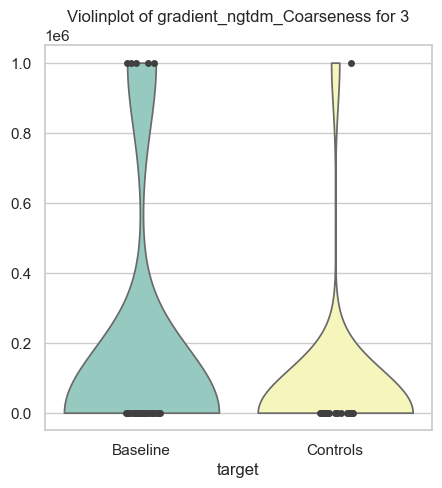 Violinplot of gradient_ngtdm_Coarseness for 3
1e6
1.0
0.8
0.6
0.4
0.2
0.0
Baseline Controls
target